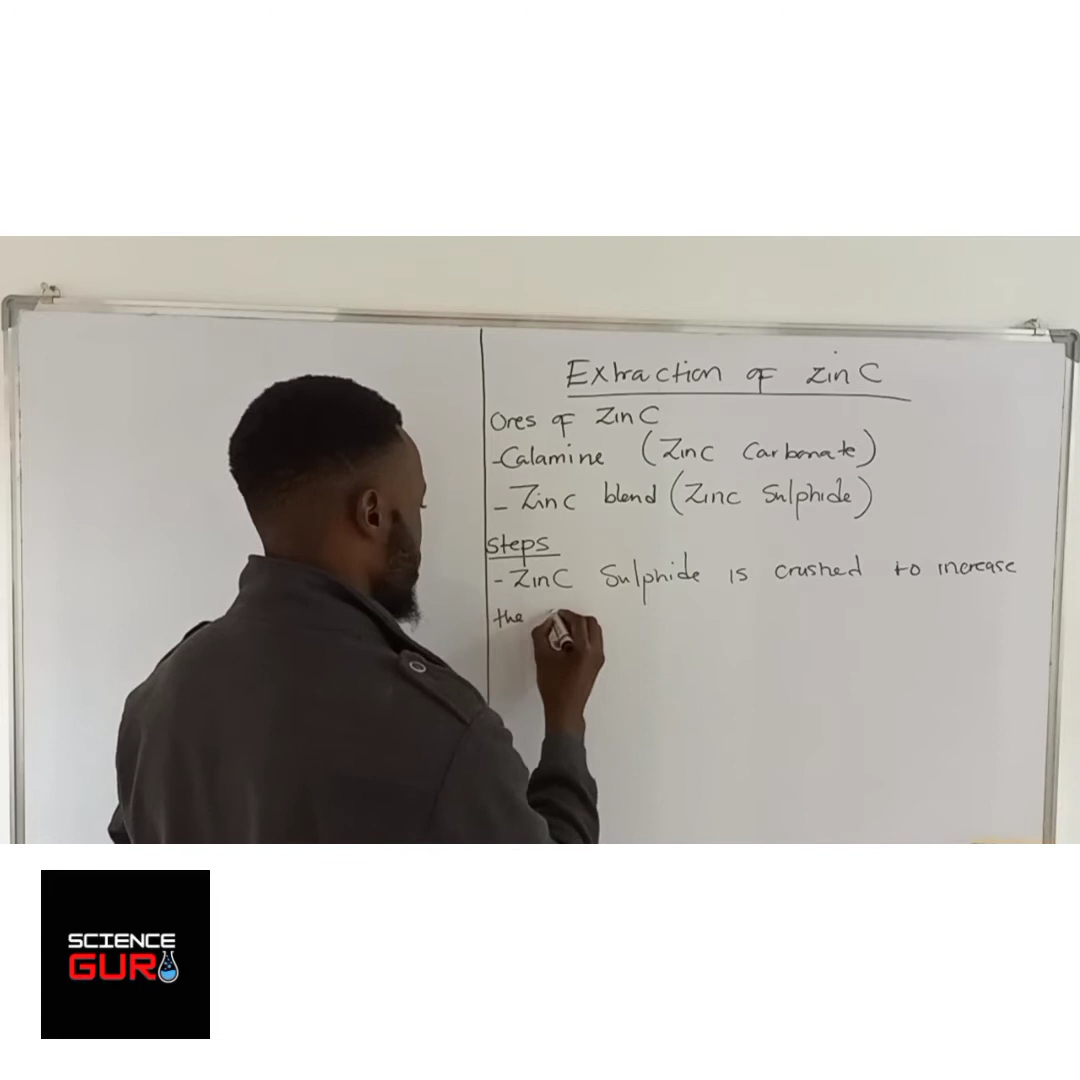 Extraction of zinc
Ores of Zinc
-Calamine (Zinc Carbonate)
- Zinc blend (Zinc Sulphide)
Steps
- Zinc Sulphide is crushed to increase
the
SCIENCE
GURU